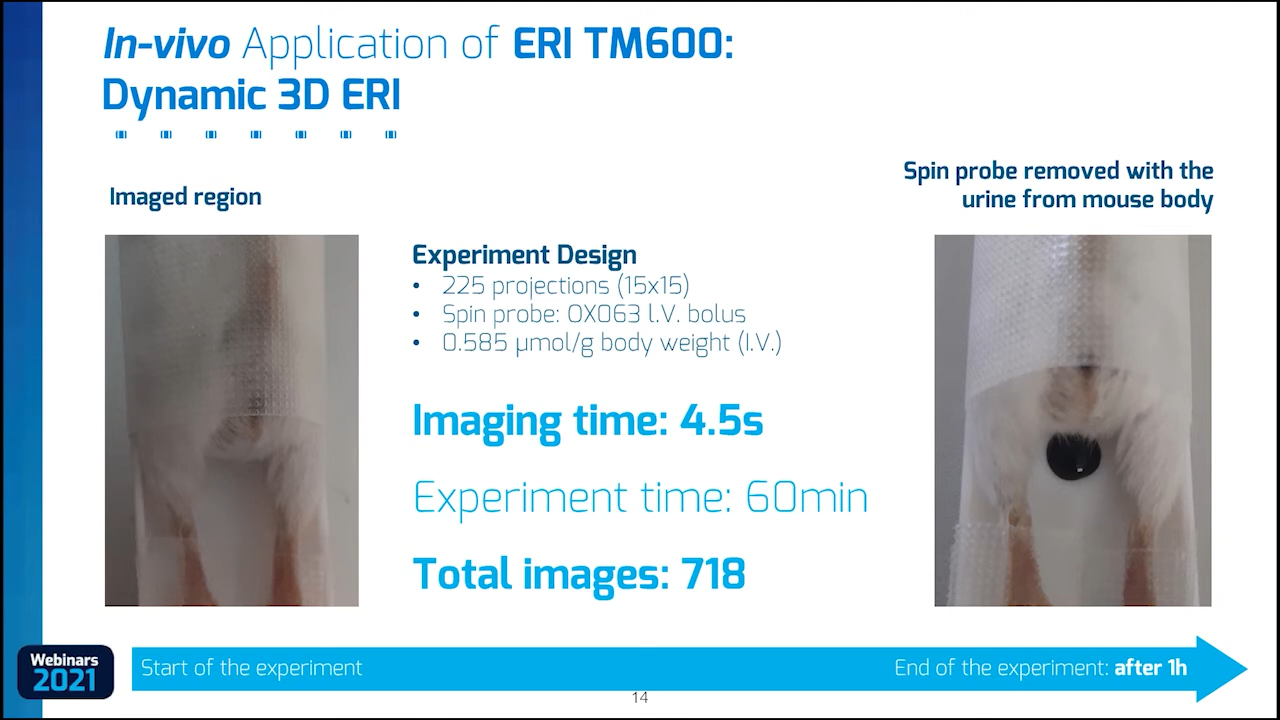 In-vivo Application of ERI TM600:
Dynamic 3D ERI
Imaged region
Spin probe removed with the
urine from mouse body
Experiment Design
• 225 projections (15x15)
• Spin probe: OX063 I.V. bolus
• 0.585 µmol/g body weight (I.V.)
Imaging time: 4.5s
Experiment time: 60min
Total images: 718
Webinars
2021
Start of the experiment
End of the experiment: after 1h
14